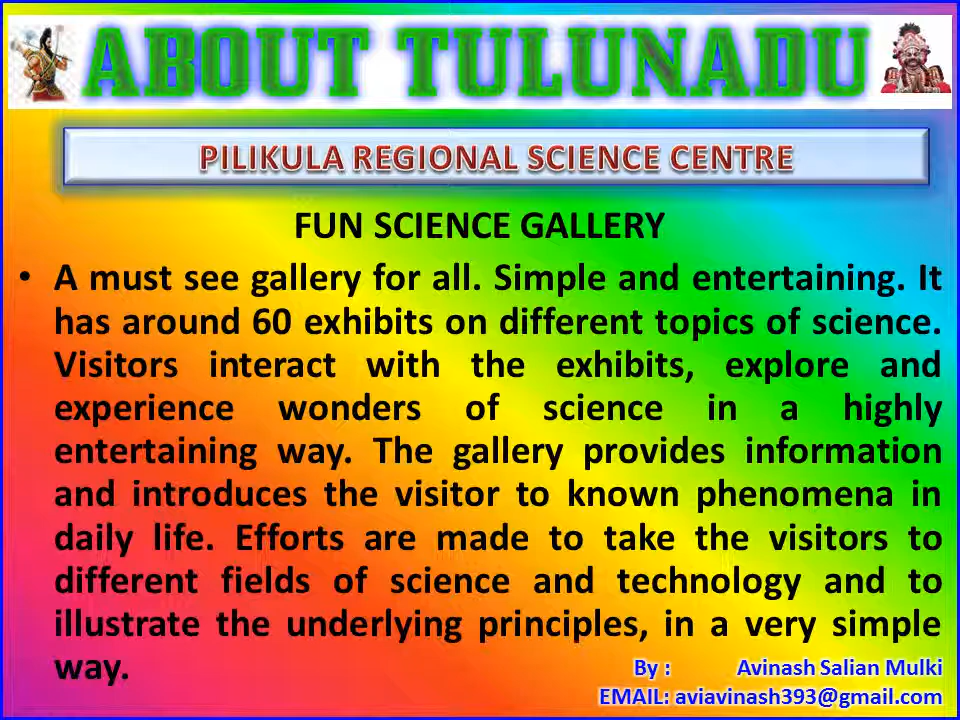 ABOUT TULUNADU
PILIKULA REGIONAL SCIENCE CENTRE
FUN SCIENCE GALLERY
• A must see gallery for all. Simple and entertaining. It
has around 60 exhibits on different topics of science.
Visitors interact with the exhibits, explore and
experience wonders of science in a highly
entertaining way. The gallery provides information
and introduces the visitor to known phenomena in
daily life. Efforts are made to take the visitors to
different fields of science and technology and to
illustrate the underlying principles, in a very simple
way.
By : Avinash Salian Mulki
EMAIL: aviavinash393@gmail.com